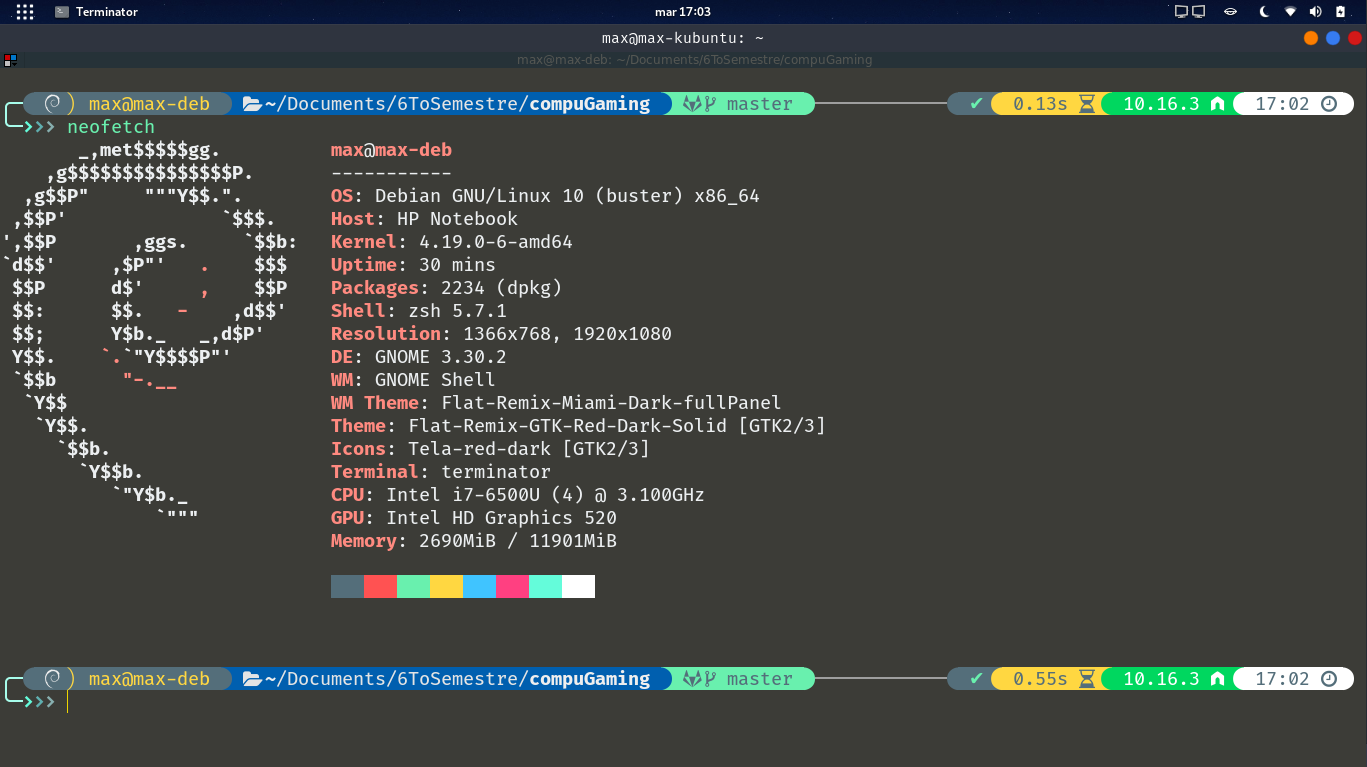 Terminator mar 17:03
max@max-kubuntu: ~
max@max-deb: ~/Documents/6ToSemestre/compuGaming
max@max-deb ~/Documents/6ToSemestre/compuGaming master ✔ 0.13s 10.16.3 17:02
❯❯❯ neofetch
_,met$$$$$gg. max@max-deb
,g$$$$$$$$$$$$$$$P. -----------
,g$$P" """Y$$.". OS: Debian GNU/Linux 10 (buster) x86_64
,$$P' `$$$. Host: HP Notebook
',$$P ,ggs. `$$b: Kernel: 4.19.0-6-amd64
`d$$' ,$P"' . $$$ Uptime: 30 mins
$$P d$' , $$P Packages: 2234 (dpkg)
$$: $$. - ,d$$' Shell: zsh 5.7.1
$$; Y$b._ _,d$P' Resolution: 1366x768, 1920x1080
Y$$. `.`"Y$$$$P"' DE: GNOME 3.30.2
`$$b "-.__ WM: GNOME Shell
`Y$$ WM Theme: Flat-Remix-Miami-Dark-fullPanel
`Y$$. Theme: Flat-Remix-GTK-Red-Dark-Solid [GTK2/3]
`$$b. Icons: Tela-red-dark [GTK2/3]
`Y$$b. Terminal: terminator
`"Y$b._ CPU: Intel i7-6500U (4) @ 3.100GHz
`""" GPU: Intel HD Graphics 520
Memory: 2690MiB / 11901MiB
max@max-deb ~/Documents/6ToSemestre/compuGaming master ✔ 0.55s 10.16.3 17:02
❯❯❯